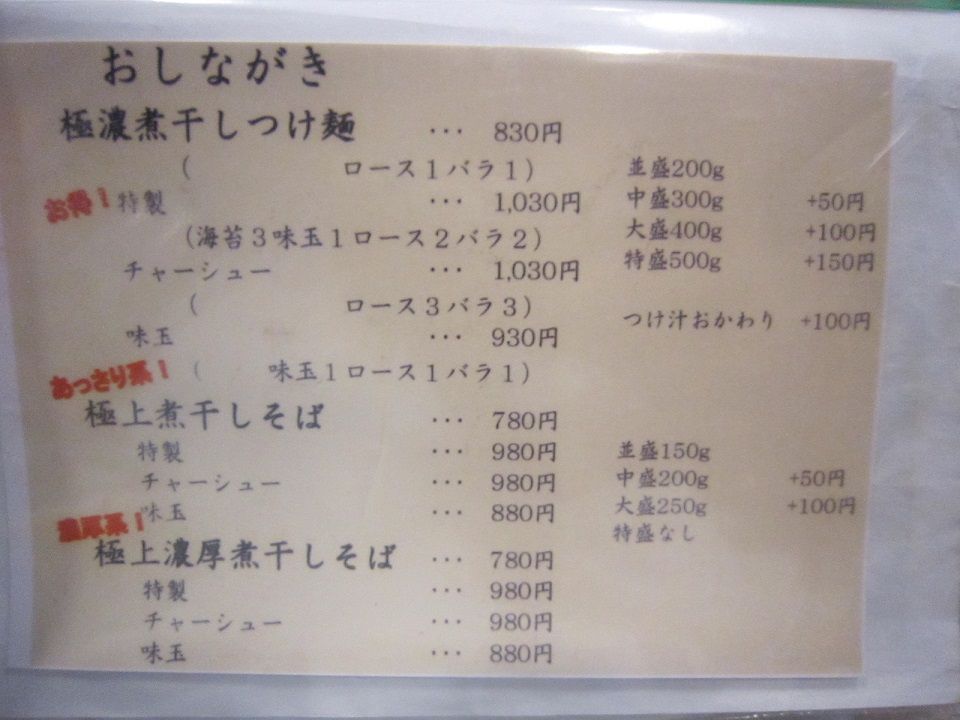 おしながき
極濃煮干しつけ麺 ··· 830円
( ロース1バラ1) 並盛200g
お得! 特製 ··· 1,030円 中盛300g +50円
(海苔3味玉1ロース2バラ2) 大盛400g +100円
チャーシュー ··· 1,030円 特盛500g +150円
( ロース3バラ3) つけ汁おかわり +100円
味玉 ··· 930円
あっさり系! ( 味玉1ロース1バラ1)
極上煮干しそば ··· 780円
特製 ··· 980円 並盛150g
チャーシュー ··· 980円 中盛200g +50円
味玉 ··· 880円 大盛250g +100円
濃厚系! 特盛なし
極上濃厚煮干しそば ··· 780円
特製 ··· 980円
チャーシュー ··· 980円
味玉 ··· 880円